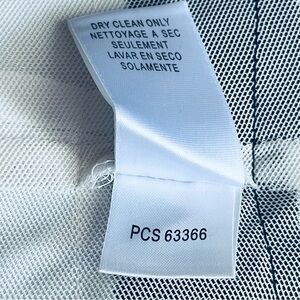 DRY CLEAN ONLY
NETTOYAGE A SEC
SEULEMENT
LAVAR EN SECO
SOLAMENTE
PCS 63366